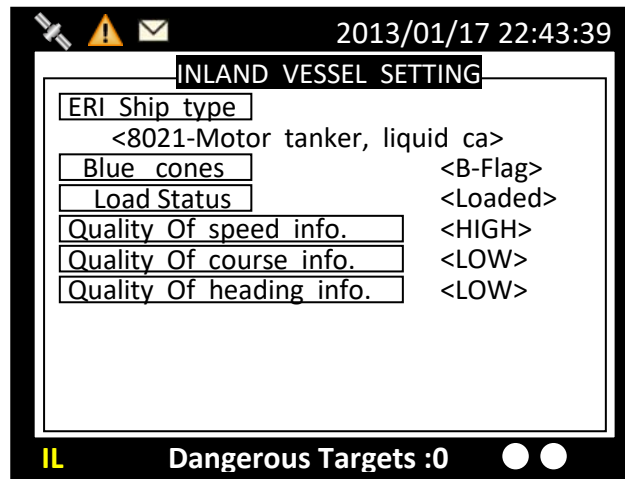 2013/01/17 22:43:39
INLAND VESSEL SETTING
ERI Ship type
<8021-Motor tanker, liquid ca>
Blue cones <B-Flag>
Load Status <Loaded>
Quality Of speed info. <HIGH>
Quality Of course info. <LOW>
Quality Of heading info. <LOW>
IL Dangerous Targets :0